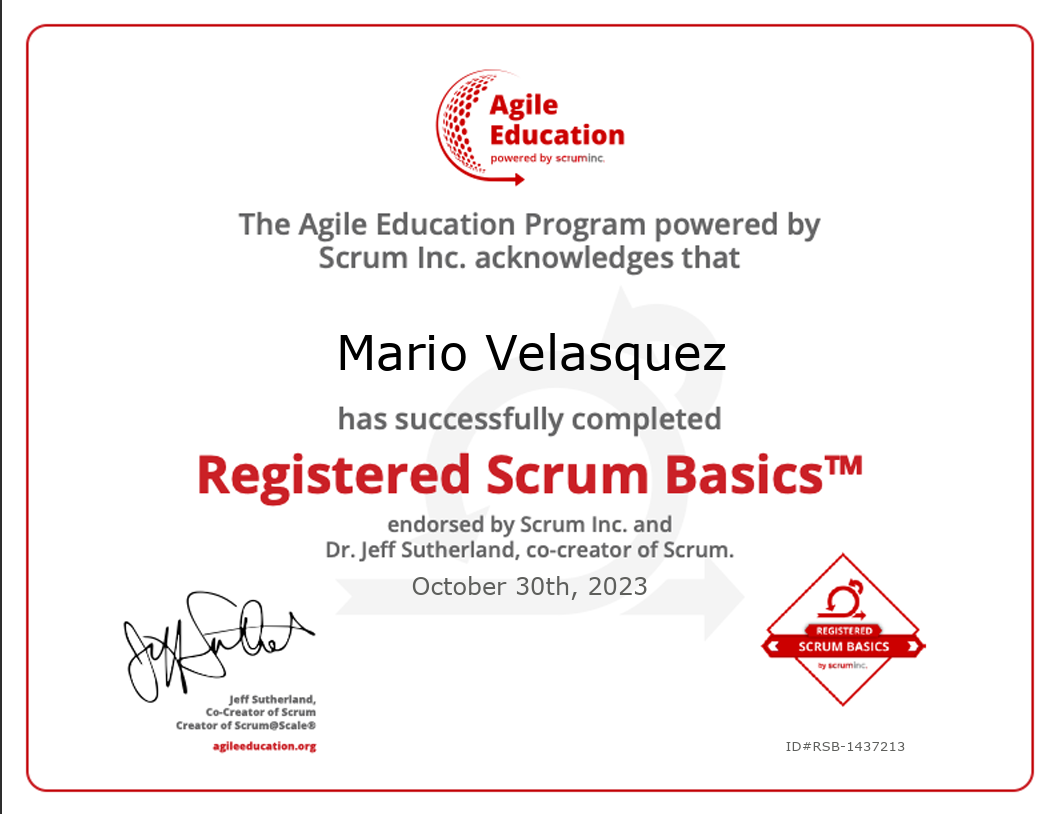 Agile
Education
powered by scruminc.
The Agile Education Program powered by
Scrum Inc. acknowledges that
Mario Velasquez
has successfully completed
Registered Scrum Basics™
endorsed by Scrum Inc. and
Dr. Jeff Sutherland, co-creator of Scrum.
October 30th, 2023
Jeff Sutherland,
Co-Creator of Scrum
Creator of Scrum@Scale®
agileeducation.org
REGISTERED
SCRUM BASICS
by scruminc.
ID#RSB-1437213